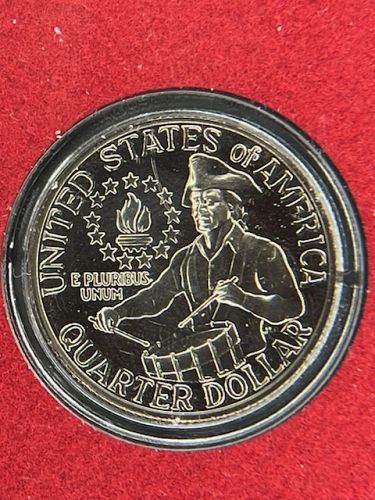 UNITED STATES of AMERICA
E PLURIBUS
UNUM
QUARTER DOLLAR